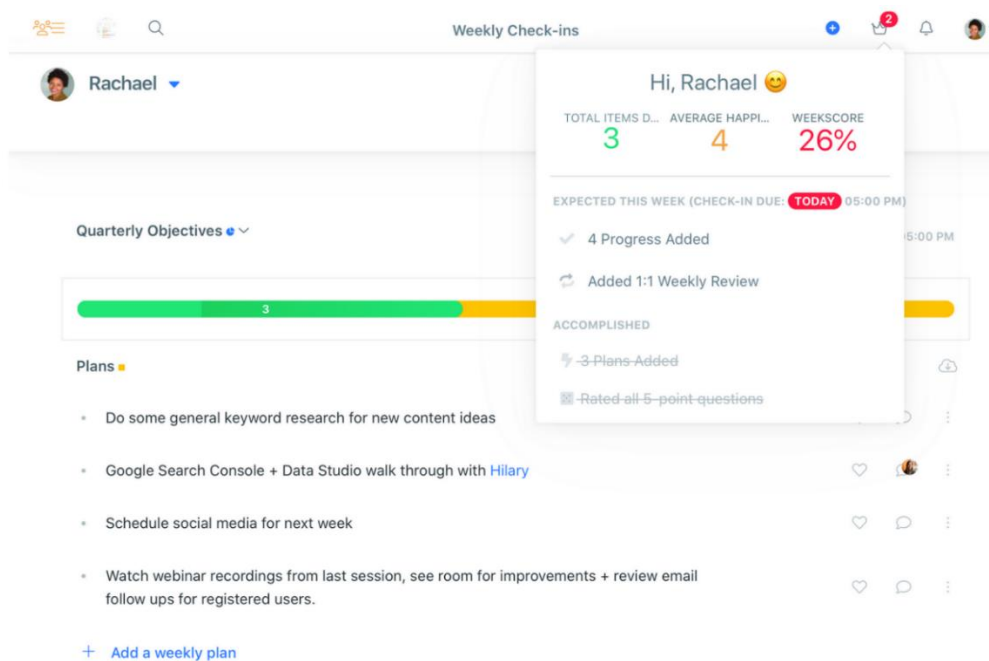 Weekly Check-ins
2
Rachael
Hi, Rachael 😊
TOTAL ITEMS D... AVERAGE HAPPI... WEEKSCORE
3 4 26%
EXPECTED THIS WEEK (CHECK-IN DUE: TODAY 05:00 PM)
4 Progress Added
Added 1:1 Weekly Review
ACCOMPLISHED
3 Plans Added
Rated all 5-point questions
Quarterly Objectives
05:00 PM
3
Plans
Do some general keyword research for new content ideas
Google Search Console + Data Studio walk through with Hilary
Schedule social media for next week
Watch webinar recordings from last session, see room for improvements + review email
follow ups for registered users.
+ Add a weekly plan